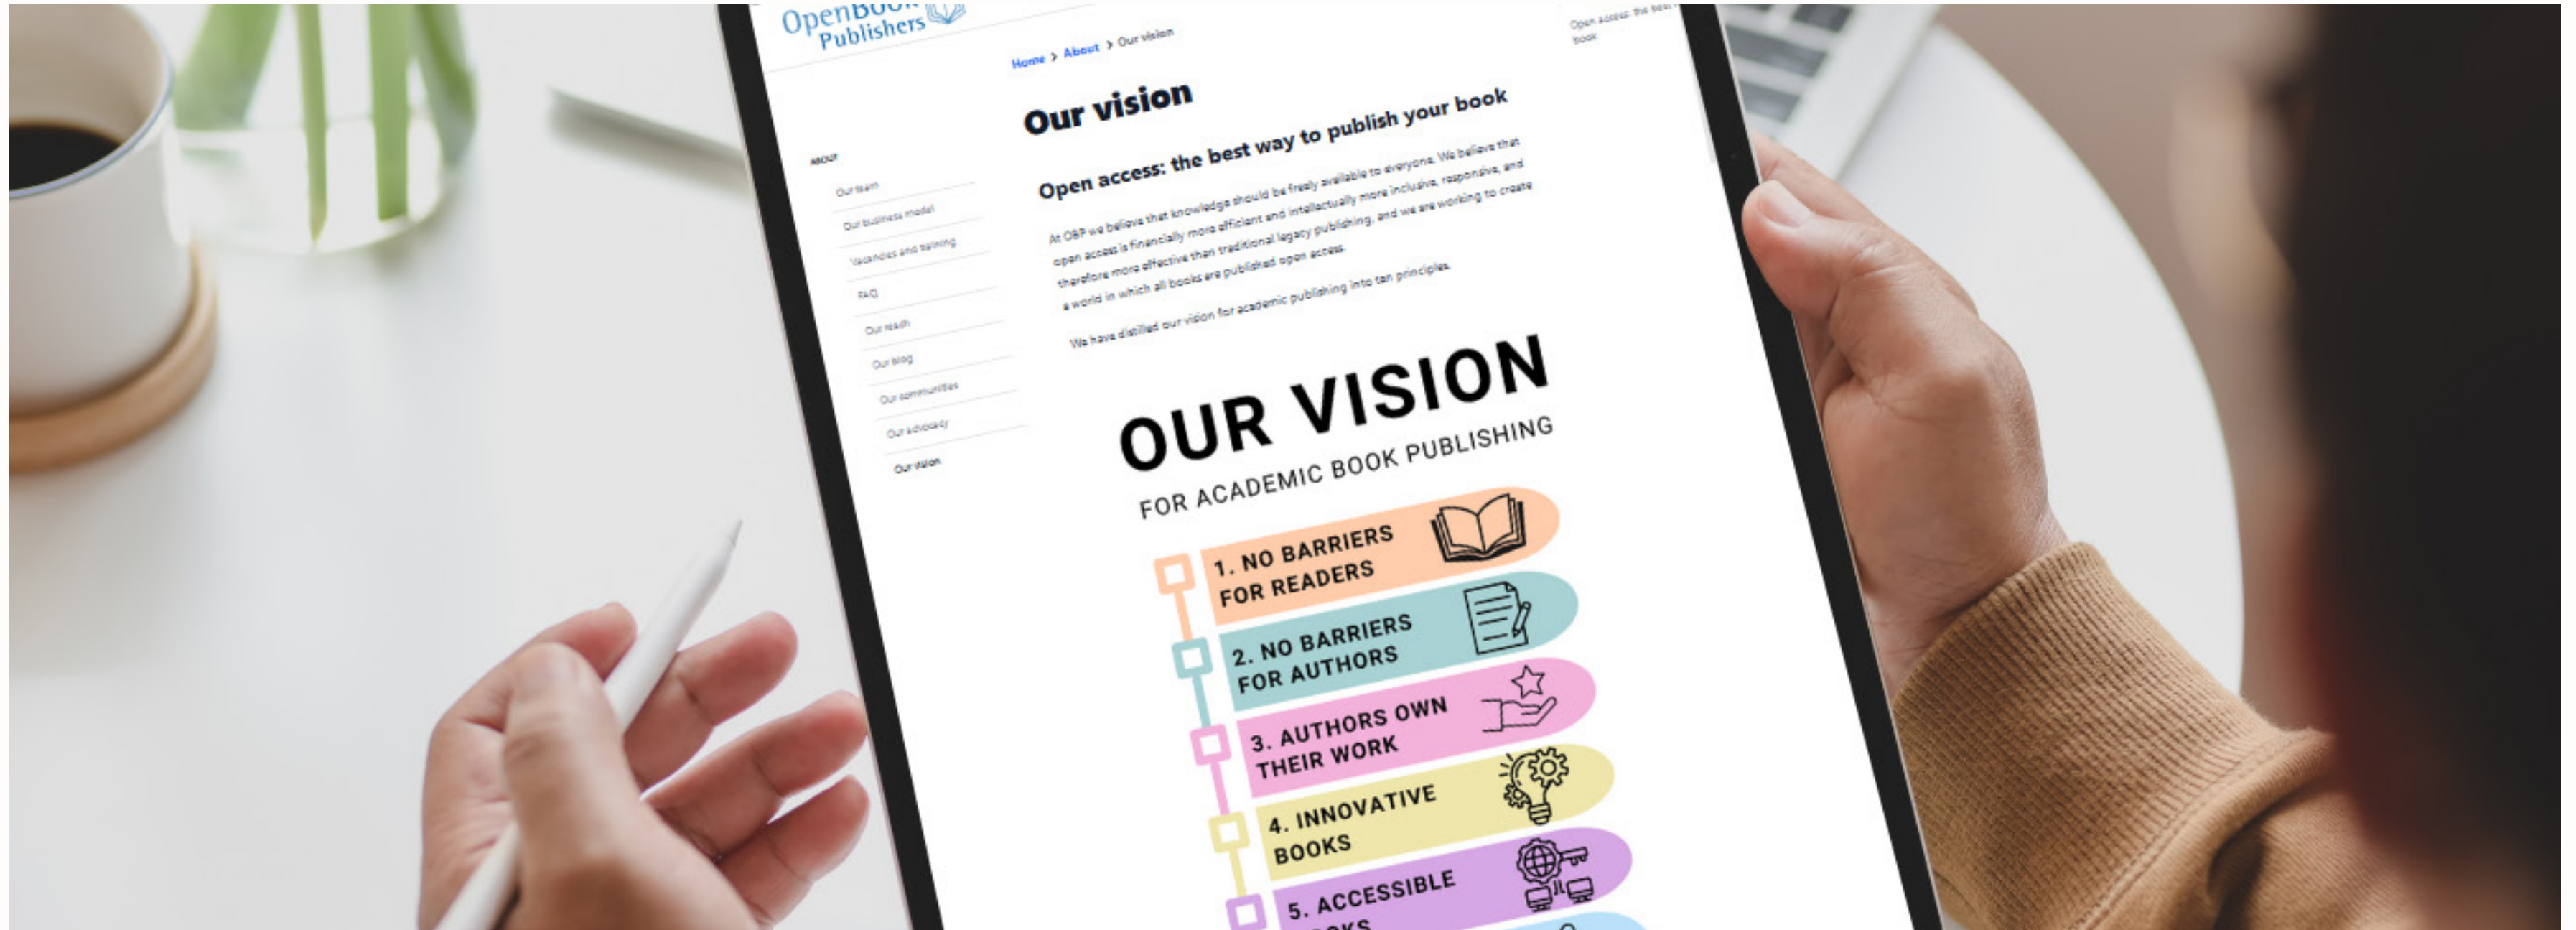 OpenBook
Publishers
Home > About > Our vision
Open access: the best
book
Our vision
Open access: the best way to publish your book
At OBP we believe that knowledge should be freely available to everyone. We believe that
open access is financially more efficient and intellectually more inclusive, responsive, and
therefore more effective than traditional legacy publishing, and we are working to create
a world in which all books are published open access.
We have distilled our vision for academic publishing into ten principles.
ABOUT
Our team
Our business model
Vacancies and training
FAQ
Our reach
Our blog
Our communities
Our advocacy
Our vision
OUR VISION
FOR ACADEMIC BOOK PUBLISHING
1. NO BARRIERS
FOR READERS
2. NO BARRIERS
FOR AUTHORS
3. AUTHORS OWN
THEIR WORK
4. INNOVATIVE
BOOKS
5. ACCESSIBLE